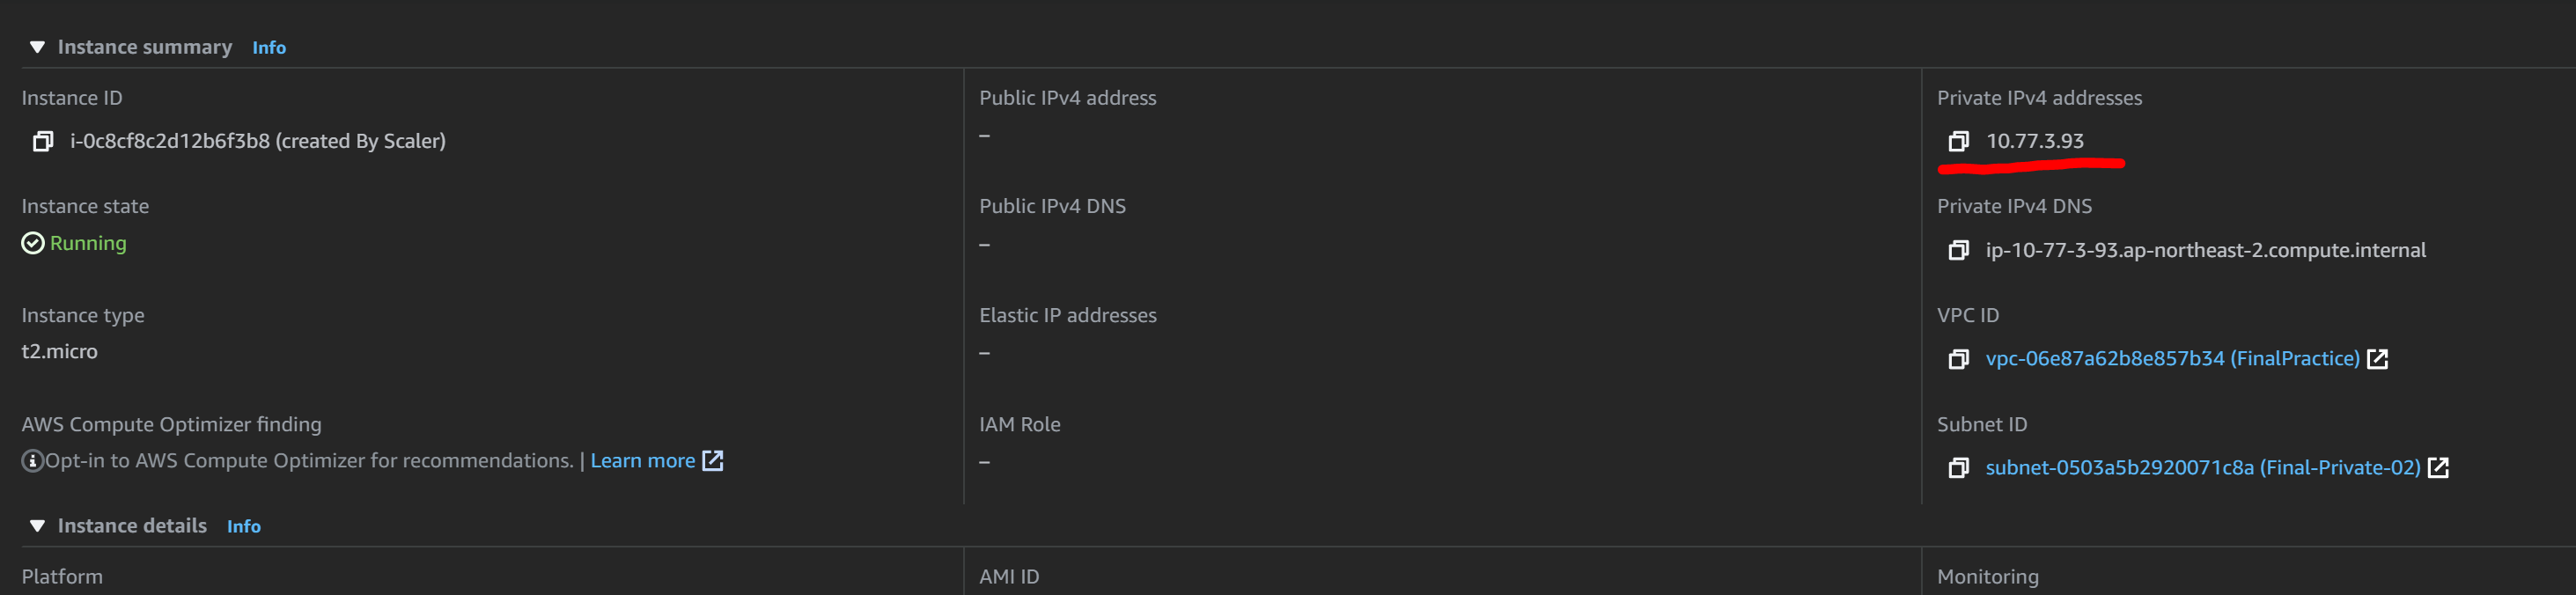 Instance summary Info
Instance ID
i-0c8cf8c2d12b6f3b8 (created By Scaler)
Public IPv4 address
–
Private IPv4 addresses
10.77.3.93
Instance state
Running
Public IPv4 DNS
–
Private IPv4 DNS
ip-10-77-3-93.ap-northeast-2.compute.internal
Instance type
t2.micro
Elastic IP addresses
–
VPC ID
vpc-06e87a62b8e857b34 (FinalPractice)
AWS Compute Optimizer finding
Opt-in to AWS Compute Optimizer for recommendations. | Learn more
IAM Role
–
Subnet ID
subnet-0503a5b2920071c8a (Final-Private-02)
Instance details Info
Platform
AMI ID
Monitoring